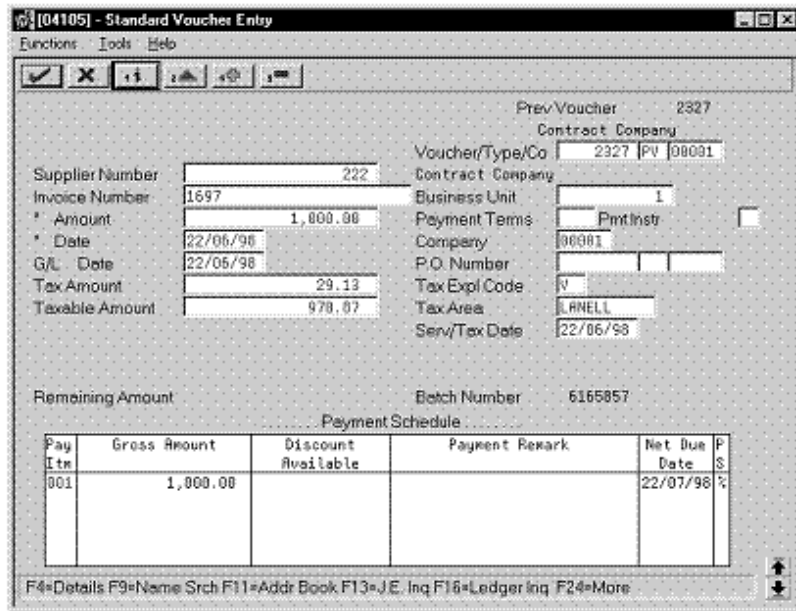 [04105] - Standard Voucher Entry
Functions Tools Help
Prev Voucher 2327
Contract Company
Voucher/Type/Co 2327 PV 00001
Supplier Number 222 Contract Company
Invoice Number 1697 Business Unit 1
* Amount 1,000.00 Payment Terms Pmt Instr
* Date 22/06/98 Company 00001
G/L Date 22/06/98 P.O. Number
Tax Amount 29.13 Tax Expl Code V
Taxable Amount 970.87 Tax Area LANELL
Serv/Tax Date 22/06/98
Remaining Amount Batch Number 6165857
. . . . . . . Payment Schedule . . . . . . . .
Pay Gross Amount Discount Payment Remark Net Due P
Itm Available Date S
001 1,000.00 22/07/98 %
F4=Details F9=Name Srch F11=Addr Book F13=J.E. Inq F16=Ledger Inq F24=More